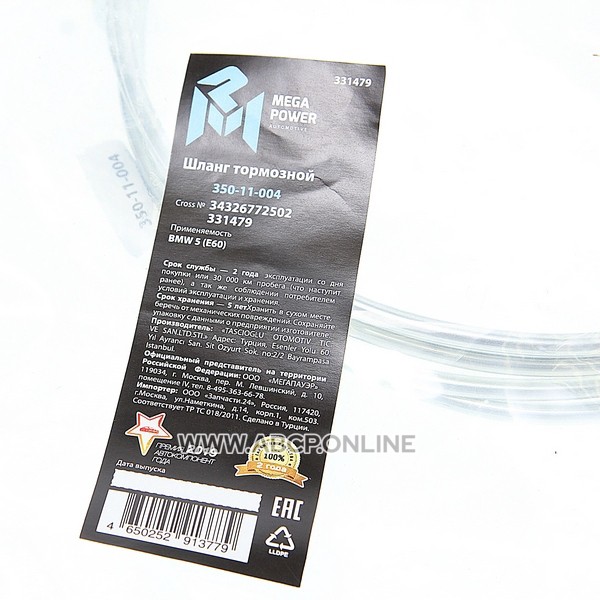 331479
MEGA
POWER
AUTOMOTIVE
Шланг тормозной
350-11-004
Cross № 34326772502
331479
Применяемость
BMW 5 (E60)
Срок службы — 2 года эксплуатации со дня
покупки или 30 000 км пробега (что наступит
ранее), а так же соблюдении потребителем
условий эксплуатации и хранения.
Срок хранения — 5 лет Хранить в сухом месте,
беречь от механических повреждений. Сохраняйте
упаковку с данными о предприятии изготовителе.
Производитель: «TASCIOGLU OTOMOTIV TIC.
VE SAN.LTD.STI.» Адрес: Турция, Esenler Yolu 60.
Yil Ayranci San. Sit Ozyurt Sok. no:2/2 Bayrampasa
Istanbul.
Официальный представитель на территории
Российской Федерации: ООО «МЕГАПАУЭР»
119034, г. Москва, пер. М. Левшинский, д. 10,
помещение IV, тел. 8-495-363-66-78.
Импортер: ООО «Запчасти.24», Россия, 117420,
г.Москва, ул.Наметкина, д.14, корп.1, ком.503.
Соответствует ТР ТС 018/2011. Сделано в Турции.
WWW.ABCP.ONLINE
ПРЕМИЯ 2019
АВТОКОМПОНЕНТ
ГОДА
100%
2 года
Дата выпуска
4 650252 913779
EAC
LLDPE
350-11-004